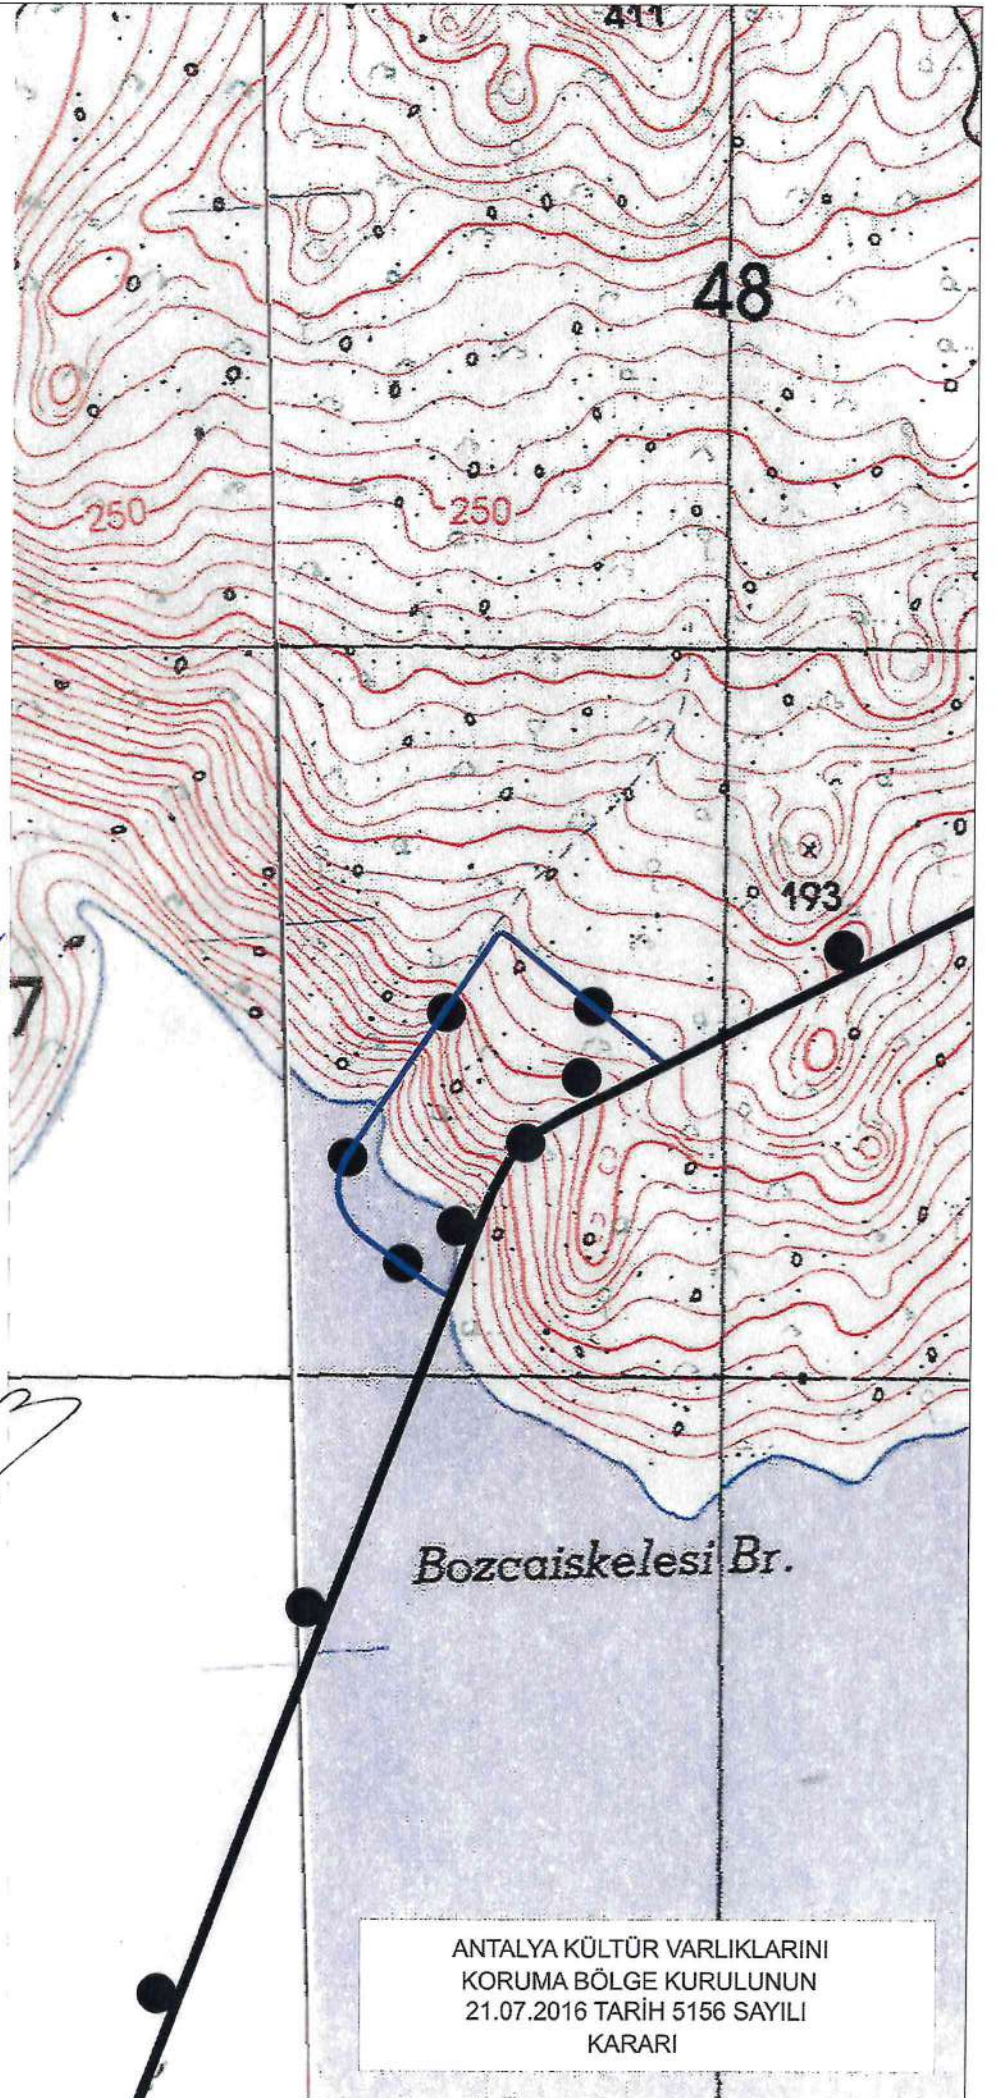 411
48
250
250
193
7
Bozcaiskelesi Br.
ANTALYA KÜLTÜR VARLIKLARINI
KORUMA BÖLGE KURULUNUN
21.07.2016 TARİH 5156 SAYILI
KARARI